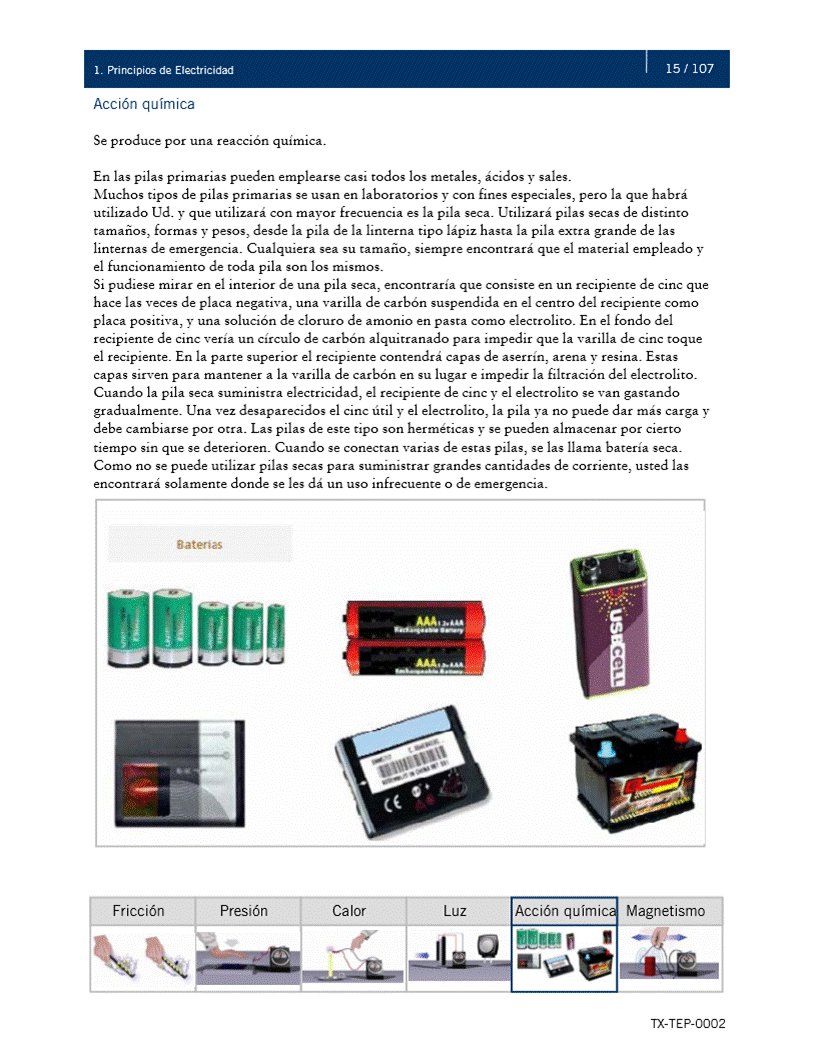 1. Principios de Electricidad
15 / 107
Acción química
Se produce por una reacción química.
En las pilas primarias pueden emplearse casi todos los metales, ácidos y sales.
Muchos tipos de pilas primarias se usan en laboratorios y con fines especiales, pero la que habrá
utilizado Ud. y que utilizará con mayor frecuencia es la pila seca. Utilizará pilas secas de distinto
tamaños, formas y pesos, desde la pila de la linterna tipo lápiz hasta la pila extra grande de las
linternas de emergencia. Cualquiera sea su tamaño, siempre encontrará que el material empleado y
el funcionamiento de toda pila son los mismos.
Si pudiese mirar en el interior de una pila seca, encontraría que consiste en un recipiente de cinc que
hace las veces de placa negativa, una varilla de carbón suspendida en el centro del recipiente como
placa positiva, y una solución de cloruro de amonio en pasta como electrolito. En el fondo del
recipiente de cinc vería un círculo de carbón alquitranado para impedir que la varilla de cinc toque
el recipiente. En la parte superior el recipiente contendrá capas de aserrín, arena y resina. Estas
capas sirven para mantener a la varilla de carbón en su lugar e impedir la filtración del electrolito.
Cuando la pila seca suministra electricidad, el recipiente de cinc y el electrolito se van gastando
gradualmente. Una vez desaparecidos el cinc útil y el electrolito, la pila ya no puede dar más carga y
debe cambiarse por otra. Las pilas de este tipo son herméticas y se pueden almacenar por cierto
tiempo sin que se deterioren. Cuando se conectan varias de estas pilas, se las llama batería seca.
Como no se puede utilizar pilas secas para suministrar grandes cantidades de corriente, usted las
encontrará solamente donde se les dá un uso infrecuente o de emergencia.
Baterías
AAA 1.2v AAA
Rechargeable Battery
AAA 1.2v AAA
Rechargeable Battery
USBCELL
CE
Fricción
Presión
Calor
Luz
Acción química
Magnetismo
TX-TEP-0002